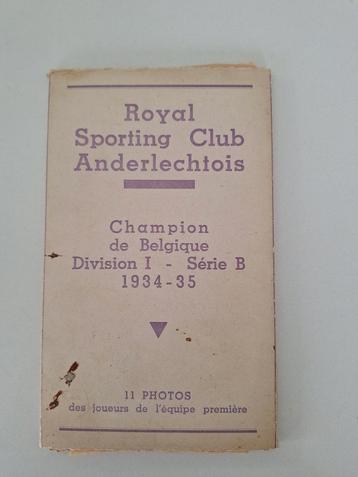 Royal
Sporting Club
Anderlechtois
Champion
de Belgique
Division I - Série B
1934-35
11 PHOTOS
des joueurs de l'équipe première